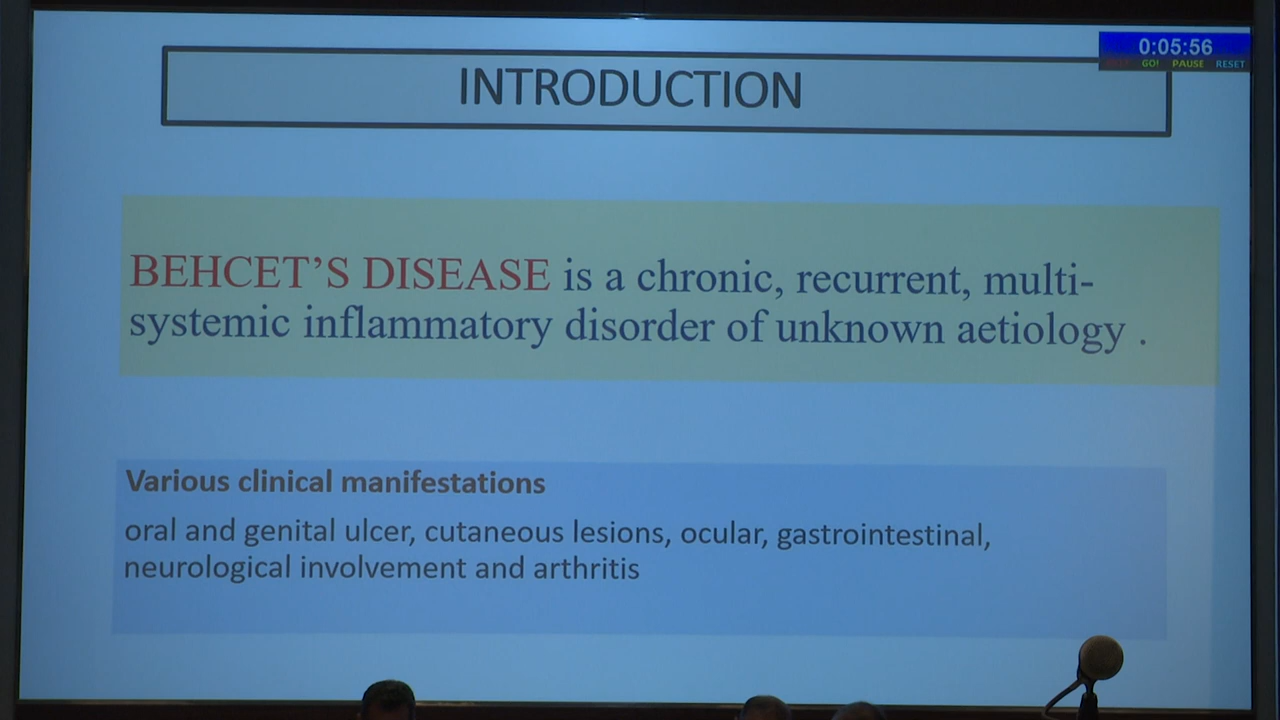 0:05:56
GO! PAUSE RESET
INTRODUCTION
BEHCET'S DISEASE is a chronic, recurrent, multi-
systemic inflammatory disorder of unknown aetiology .
Various clinical manifestations
oral and genital ulcer, cutaneous lesions, ocular, gastrointestinal,
neurological involvement and arthritis